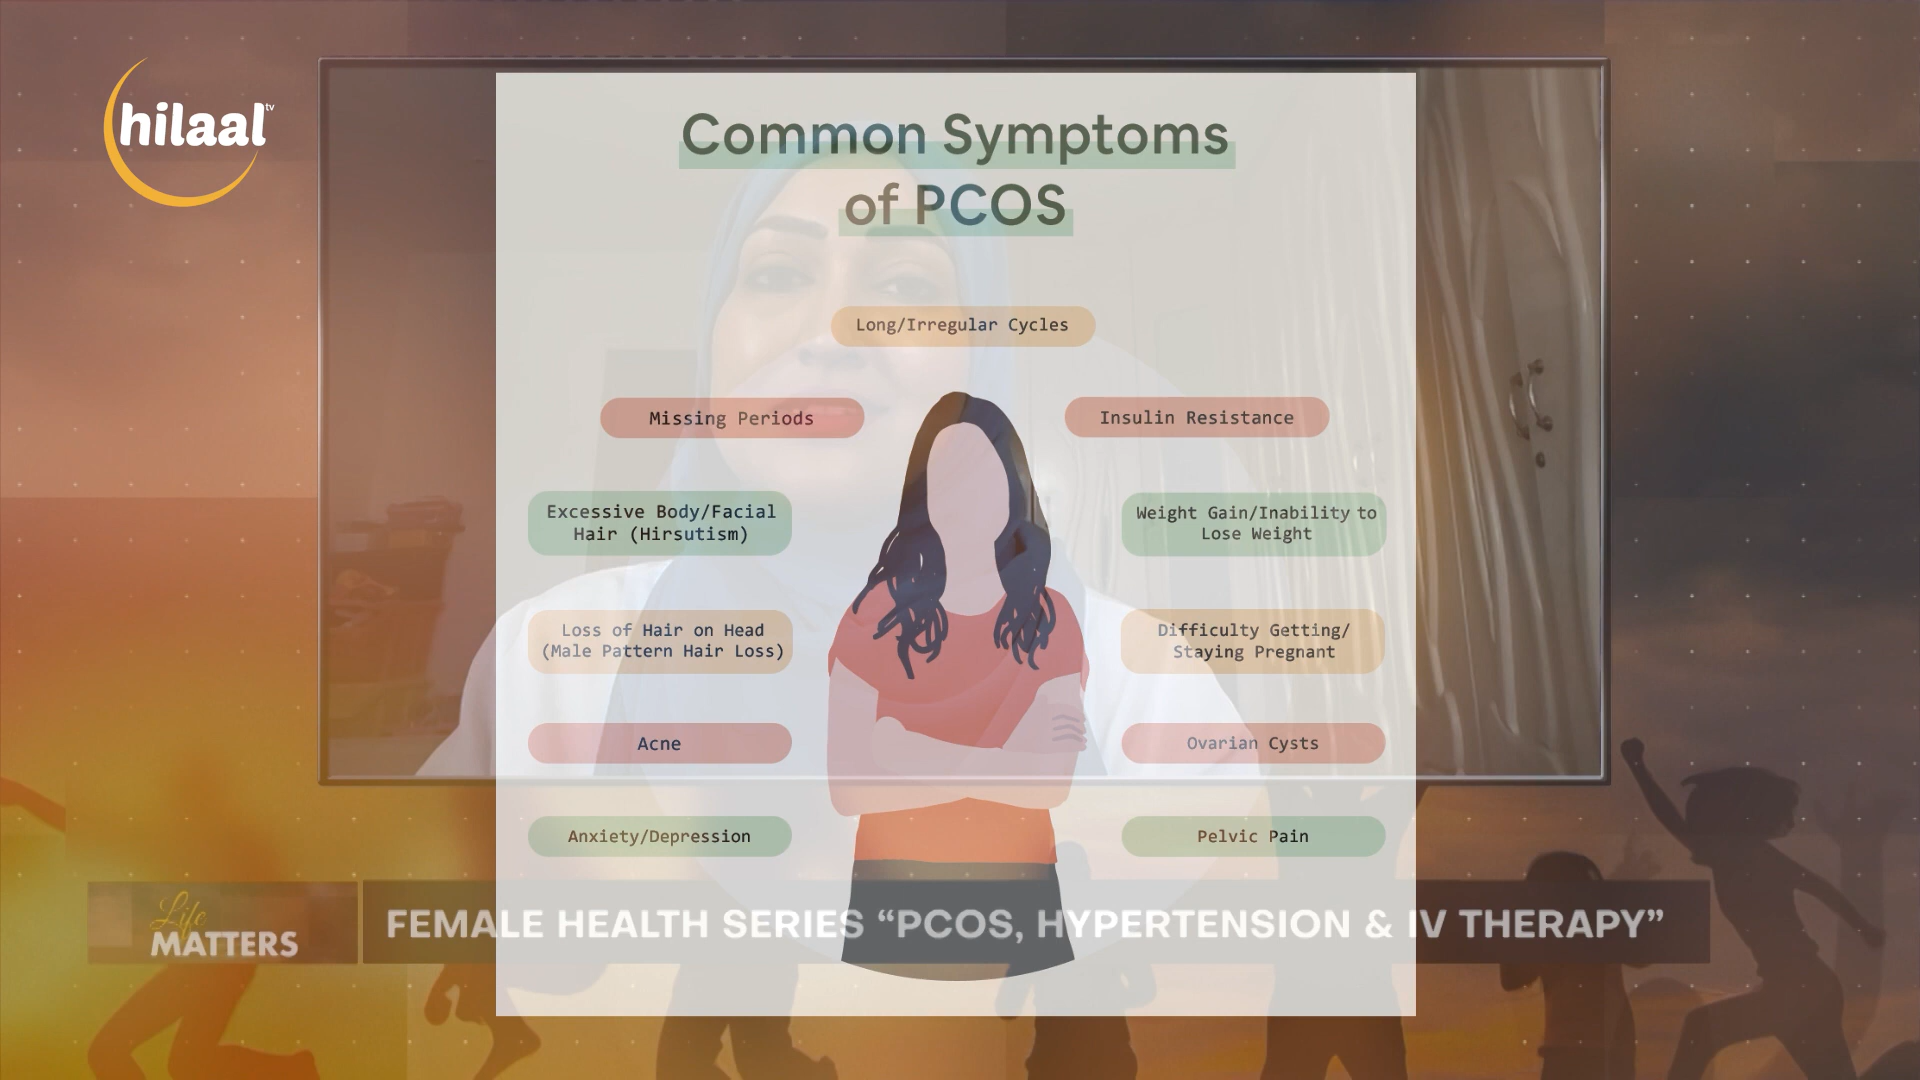 hilaal tv
Common Symptoms
of PCOS
Long/Irregular Cycles
Missing Periods
Insulin Resistance
Excessive Body/Facial
Hair (Hirsutism)
Weight Gain/Inability to
Lose Weight
Loss of Hair on Head
(Male Pattern Hair Loss)
Difficulty Getting/
Staying Pregnant
Acne
Ovarian Cysts
Anxiety/Depression
Pelvic Pain
Life
MATTERS
FEMALE HEALTH SERIES “PCOS, HYPERTENSION & IV THERAPY”